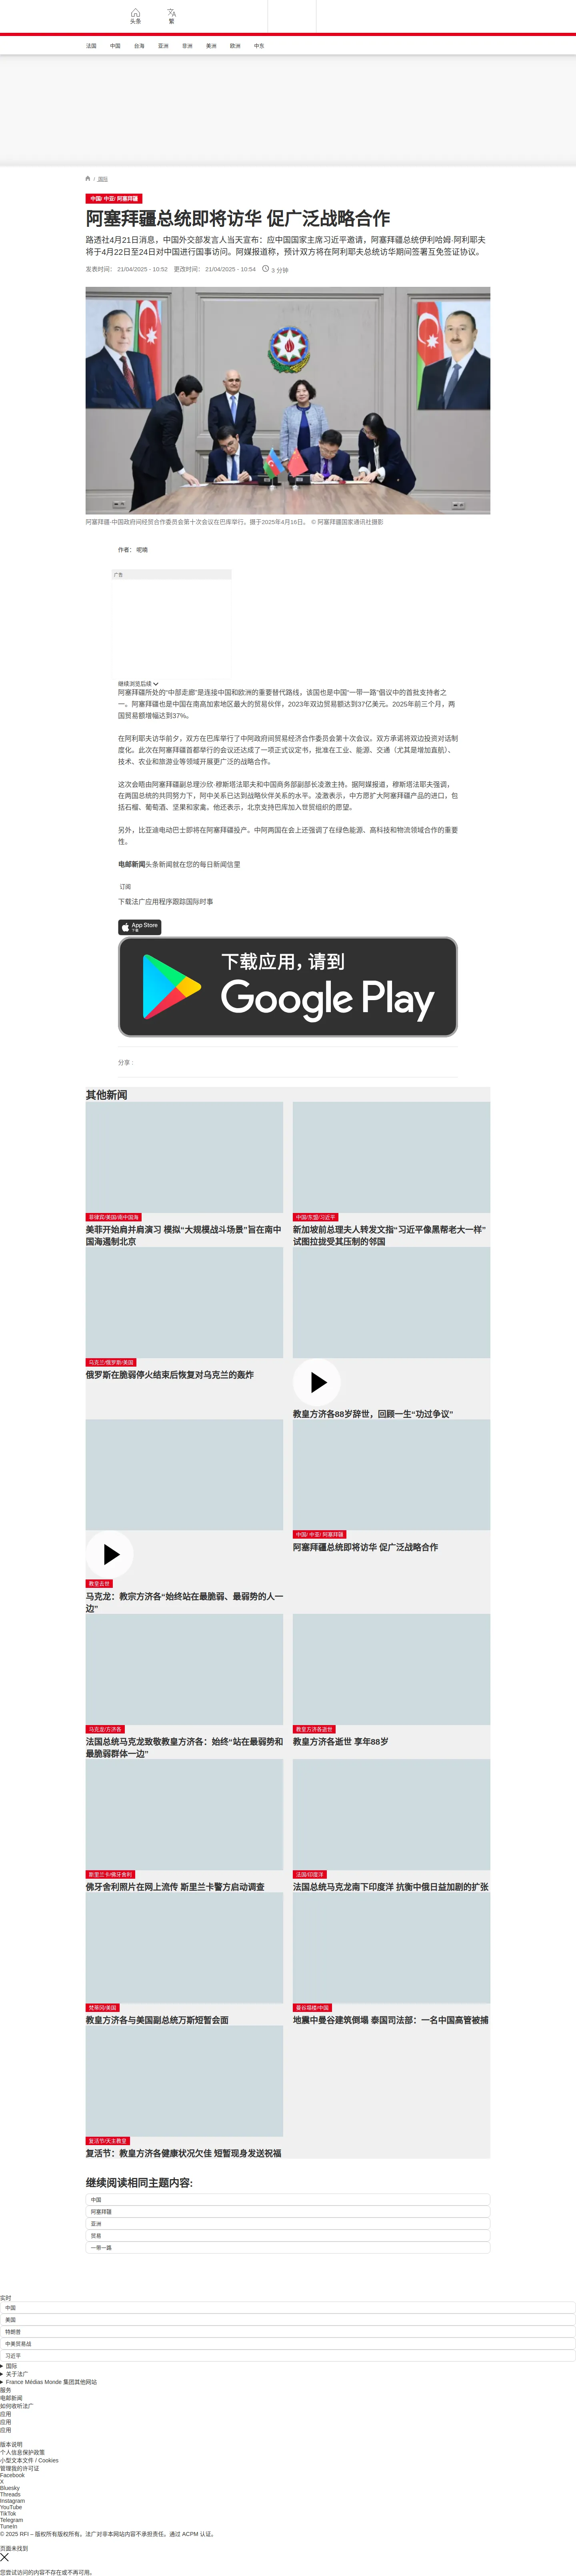 头条
繁
法国 中国 台海 亚洲 非洲 美洲 欧洲 中东
/ 国际
中国/ 中亚/ 阿塞拜疆
阿塞拜疆总统即将访华 促广泛战略合作
路透社4月21日消息，中国外交部发言人当天宣布：应中国国家主席习近平邀请，阿塞拜疆总统伊利哈姆·阿利耶夫
将于4月22日至24日对中国进行国事访问。阿媒报道称，预计双方将在阿利耶夫总统访华期间签署互免签证协议。
发表时间： 21/04/2025 - 10:52 更改时间： 21/04/2025 - 10:54 3 分钟
阿塞拜疆-中国政府间经贸合作委员会第十次会议在巴库举行。摄于2025年4月16日。 © 阿塞拜疆国家通讯社摄影
作者： 呢喃
广告
继续浏览后续
阿塞拜疆所处的“中部走廊”是连接中国和欧洲的重要替代路线，该国也是中国“一带一路”倡议中的首批支持者之
一。阿塞拜疆也是中国在南高加索地区最大的贸易伙伴，2023年双边贸易额达到37亿美元。2025年前三个月，两
国贸易额增幅达到37%。
在阿利耶夫访华前夕，双方在巴库举行了中阿政府间贸易经济合作委员会第十次会议。双方承诺将双边投资对话制
度化。此次在阿塞拜疆首都举行的会议还达成了一项正式议定书，批准在工业、能源、交通（尤其是增加直航）、
技术、农业和旅游业等领域开展更广泛的战略合作。
这次会晤由阿塞拜疆副总理沙欣·穆斯塔法耶夫和中国商务部副部长凌激主持。据阿媒报道，穆斯塔法耶夫强调，
在两国总统的共同努力下，阿中关系已达到战略伙伴关系的水平。凌激表示，中方愿扩大阿塞拜疆产品的进口，包
括石榴、葡萄酒、坚果和家禽。他还表示，北京支持巴库加入世贸组织的愿望。
另外，比亚迪电动巴士即将在阿塞拜疆投产。中阿两国在会上还强调了在绿色能源、高科技和物流领域合作的重要
性。
电邮新闻头条新闻就在您的每日新闻信里
订阅
下载法广应用程序跟踪国际时事
App Store
下载
下载应用，请到
Google Play
分享 :
其他新闻
菲律宾/美国/南中国海
美菲开始肩并肩演习 模拟“大规模战斗场景”旨在南中
国海遏制北京
中国/东盟/习近平
新加坡前总理夫人转发文指“习近平像黑帮老大一样”
试图拉拢受其压制的邻国
乌克兰/俄罗斯/美国
俄罗斯在脆弱停火结束后恢复对乌克兰的轰炸
教皇方济各88岁辞世，回顾一生“功过争议”
教皇去世
马克龙：教宗方济各“始终站在最脆弱、最弱势的人一
边”
中国/ 中亚/ 阿塞拜疆
阿塞拜疆总统即将访华 促广泛战略合作
马克龙/方济各
法国总统马克龙致敬教皇方济各：始终“站在最弱势和
最脆弱群体一边”
教皇方济各逝世
教皇方济各逝世 享年88岁
斯里兰卡/佛牙舍利
佛牙舍利照片在网上流传 斯里兰卡警方启动调查
法国/印度洋
法国总统马克龙南下印度洋 抗衡中俄日益加剧的扩张
梵蒂冈/美国
教皇方济各与美国副总统万斯短暂会面
曼谷塌楼/中国
地震中曼谷建筑倒塌 泰国司法部：一名中国高管被捕
复活节/天主教皇
复活节：教皇方济各健康状况欠佳 短暂现身发送祝福
继续阅读相同主题内容:
中国
阿塞拜疆
亚洲
贸易
一带一路
实时
中国
美国
特朗普
中美贸易战
习近平
国际
关于法广
France Médias Monde 集团其他网站
服务
电邮新闻
如何收听法广
应用
应用
应用
版本说明
个人信息保护政策
小型文本文件 / Cookies
管理我的许可证
Facebook
X
Bluesky
Threads
Instagram
YouTube
TikTok
Telegram
TuneIn
© 2025 RFI – 版权所有版权所有。法广对非本网站内容不承担责任。通过 ACPM 认证。
页面未找到
您尝试访问的内容不存在或不再可用。